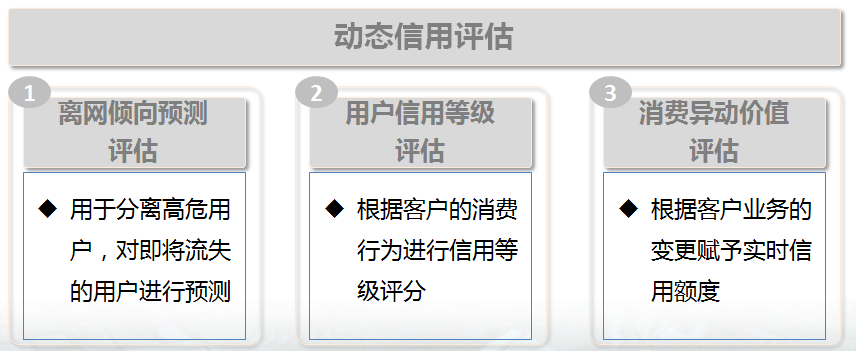 动态信用评估
1
离网倾向预测
评估
◆ 用于分离高危用
户，对即将流失
的用户进行预测
2
用户信用等级
评估
◆ 根据客户的消费
行为进行信用等
级评分
3
消费异动价值
评估
◆ 根据客户业务的
变更赋予实时信
用额度